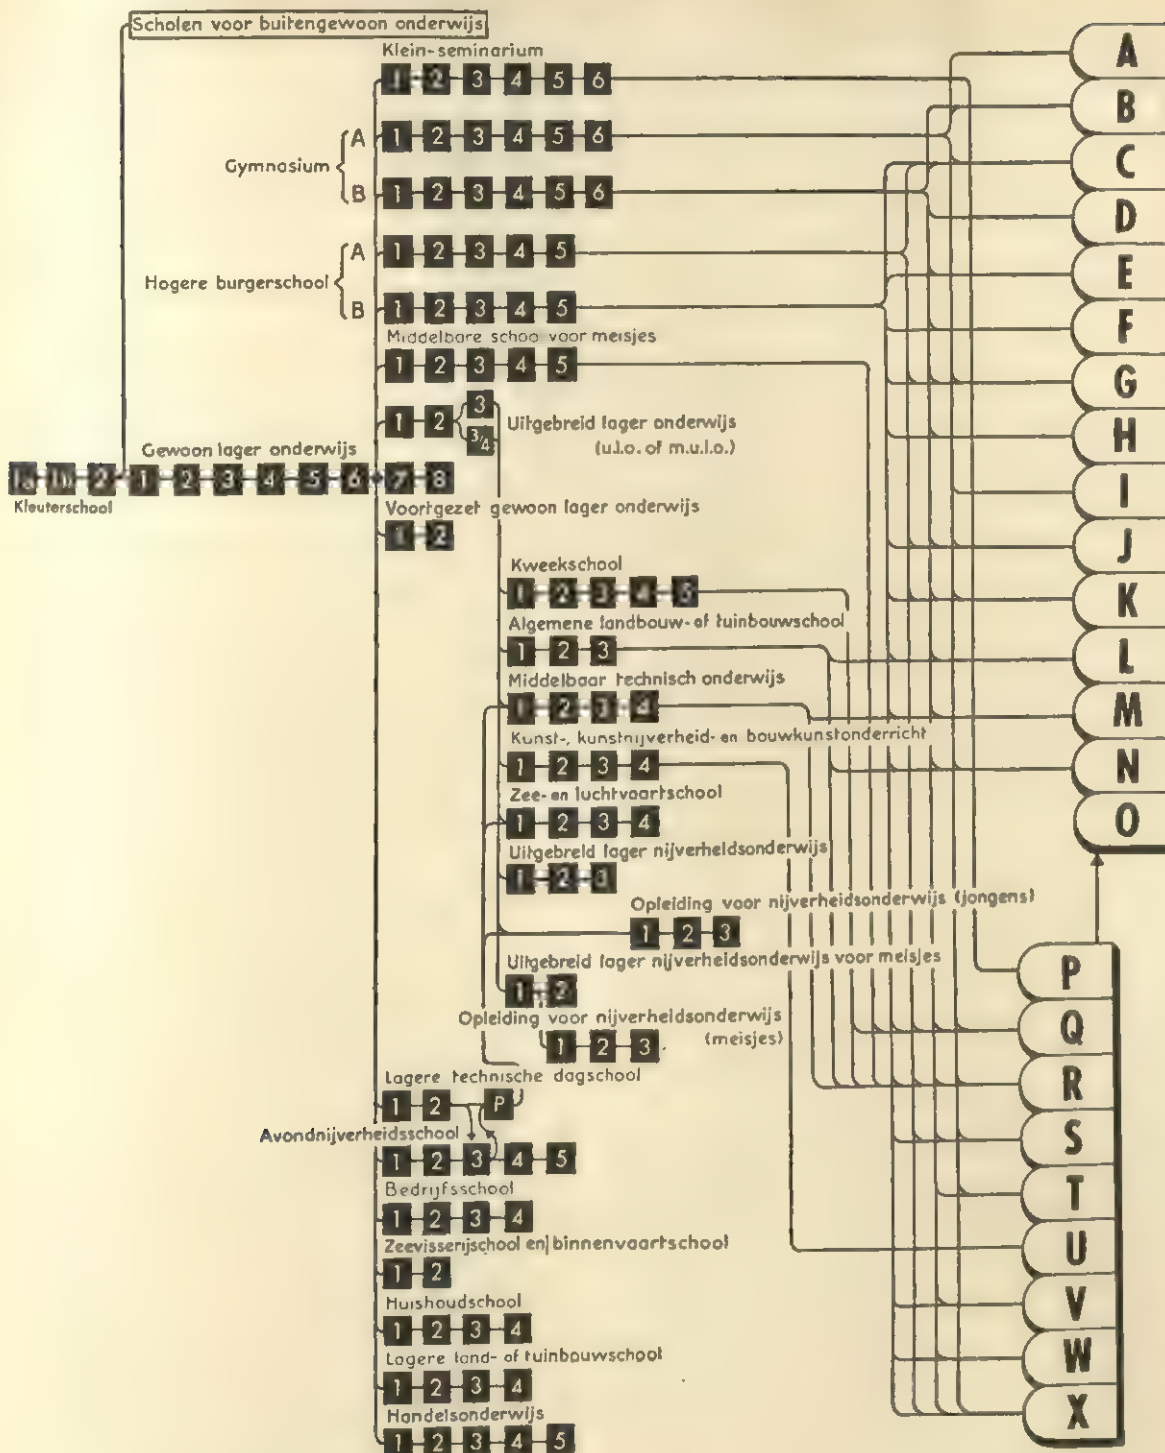 Scholen voor buitengewoon onderwijs
Klein-seminarium
1 2 3 4 5 6
Gymnasium
A
1 2 3 4 5 6
B
1 2 3 4 5 6
Hogere burgerschool
A
1 2 3 4 5
B
1 2 3 4 5
Middelbare school voor meisjes
1 2 3 4 5
1 2 3
3/4
Uitgebreid lager onderwijs
(u.l.o. of m.u.l.o.)
Gewoon lager onderwijs
1a 1b 2 1 2 3 4 5 6 7 8
Kleuterschool
Voortgezet gewoon lager onderwijs
1 2
Kweekschool
1 2 3 4 5
Algemene landbouw- of tuinbouwschool
1 2 3
Middelbaar technisch onderwijs
1 2 3 4
Kunst-, kunstnijverheid- en bouwkunstonderricht
1 2 3 4
Zee- en luchtvaartschool
1 2 3 4
Uitgebreid lager nijverheidsonderwijs
1 2 3
Opleiding voor nijverheidsonderwijs (jongens)
1 2 3
Uitgebreid lager nijverheidsonderwijs voor meisjes
1 2
Opleiding voor nijverheidsonderwijs
(meisjes)
1 2 3
Lagere technische dagschool
1 2 P
Avondnijverheidsschool
1 2 3 4 5
Bedrijfsschool
1 2 3 4
Zeevisserijschool en binnenvaartschool
1 2
Huishoudschool
1 2 3 4
Lagere land- of tuinbouwschool
1 2 3 4
Handelsonderwijs
1 2 3 4 5
A
B
C
D
E
F
G
H
I
J
K
L
M
N
O
P
Q
R
S
T
U
V
W
X